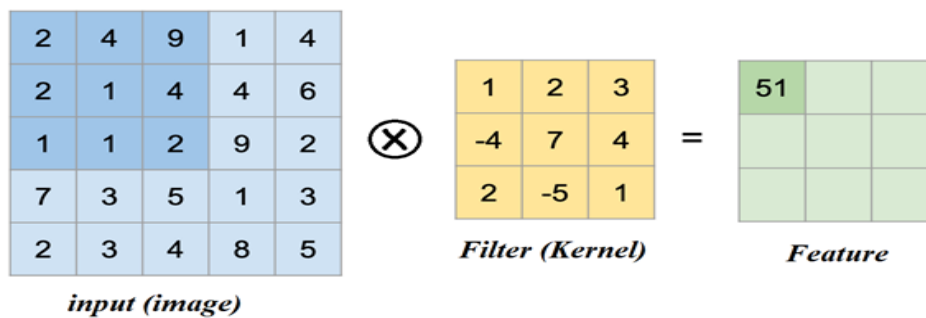 2 4 9 1 4
2 1 4 4 6
1 1 2 9 2
7 3 5 1 3
2 3 4 8 5
input (image)
⊗
1 2 3
-4 7 4
2 -5 1
Filter (Kernel)
=
51
Feature